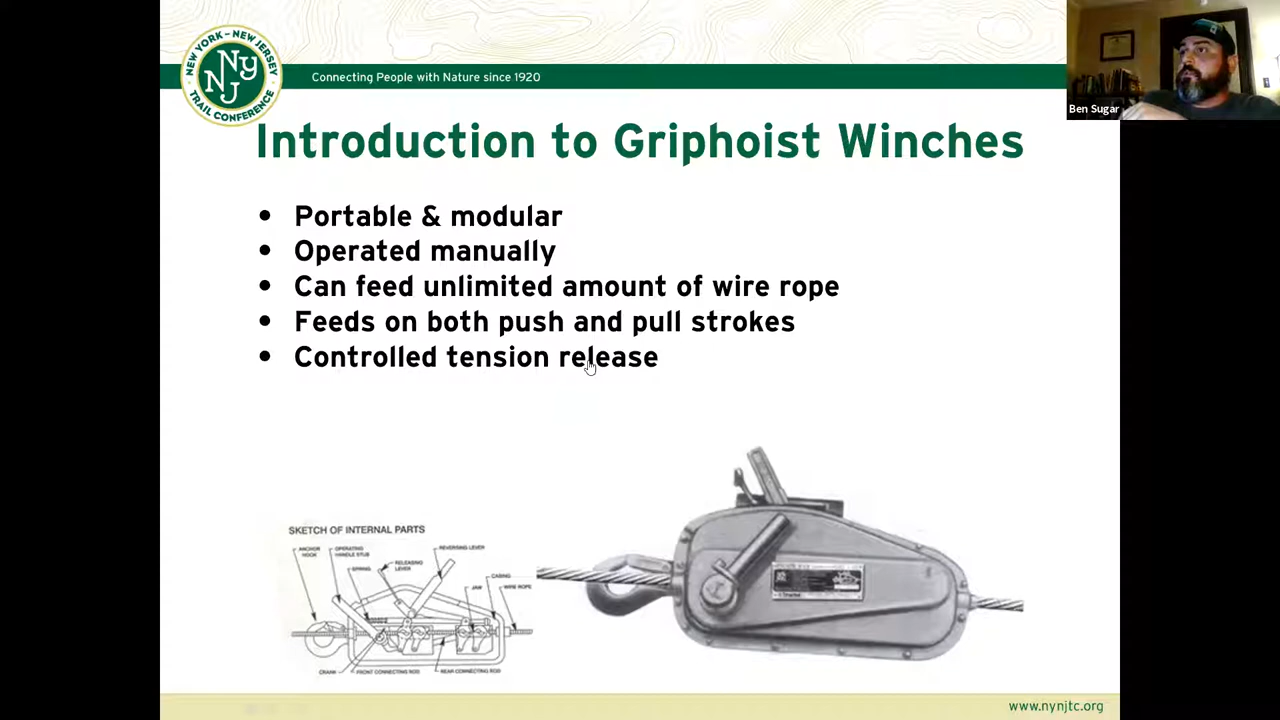 NEW YORK – NEW JERSEY
NY
NJ
TRAIL CONFERENCE
Connecting People with Nature since 1920
Ben Sugar
Introduction to Griphoist Winches
• Portable & modular
• Operated manually
• Can feed unlimited amount of wire rope
• Feeds on both push and pull strokes
• Controlled tension release
SKETCH OF INTERNAL PARTS
ANCHOR
HOOK
OPERATING
HANDLE STUB
SPRING
RELEASING
LEVER
REVERSING LEVER
JAW
CASING
WIRE ROPE
CRANK
FRONT CONNECTING ROD
REAR CONNECTING ROD
www.nynjtc.org